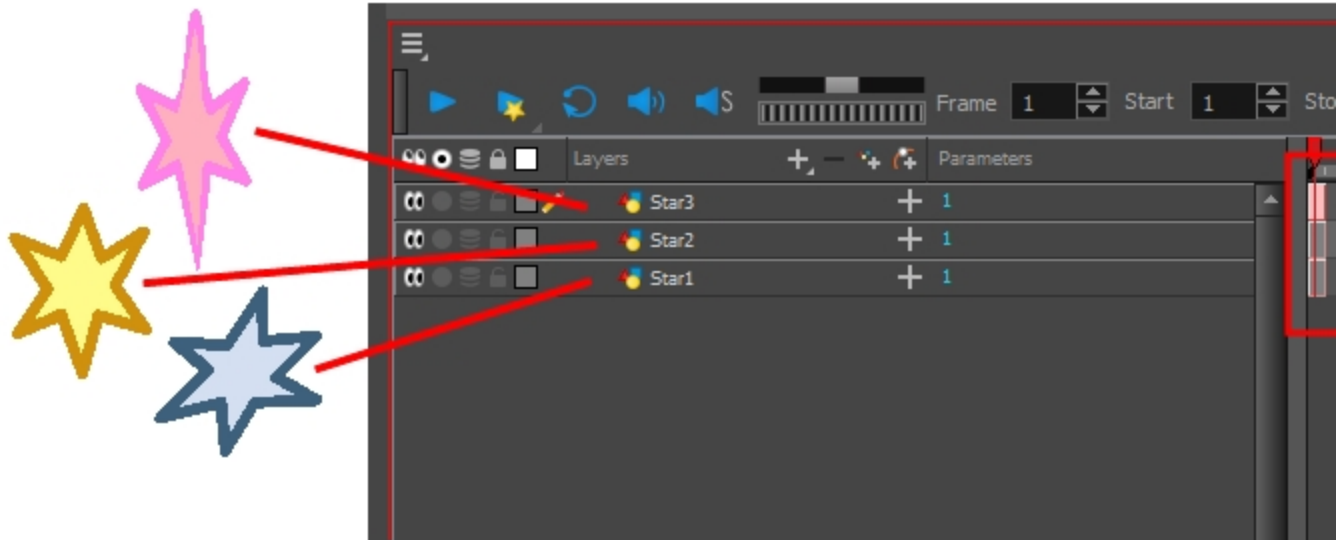 S
Frame 1 Start 1 Sto
Layers Parameters
Star3 1
Star2 1
Star1 1